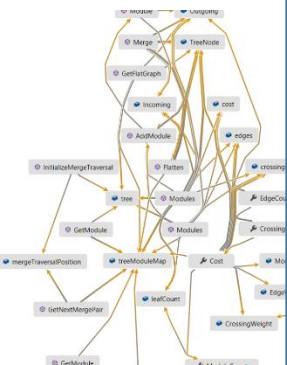 Module
Outgoing
Merge
TreeNode
GetFlatGraph
Incoming
cost
AddModule
edges
InitializeMergeTraversal
Flatten
crossing
tree
Modules
EdgeCou
GetModule
Modules
Crossing
mergeTraversalPosition
treeModuleMap
Cost
Mo
leafCount
Edge
GetNextMergePair
CrossingWeight
GetModule